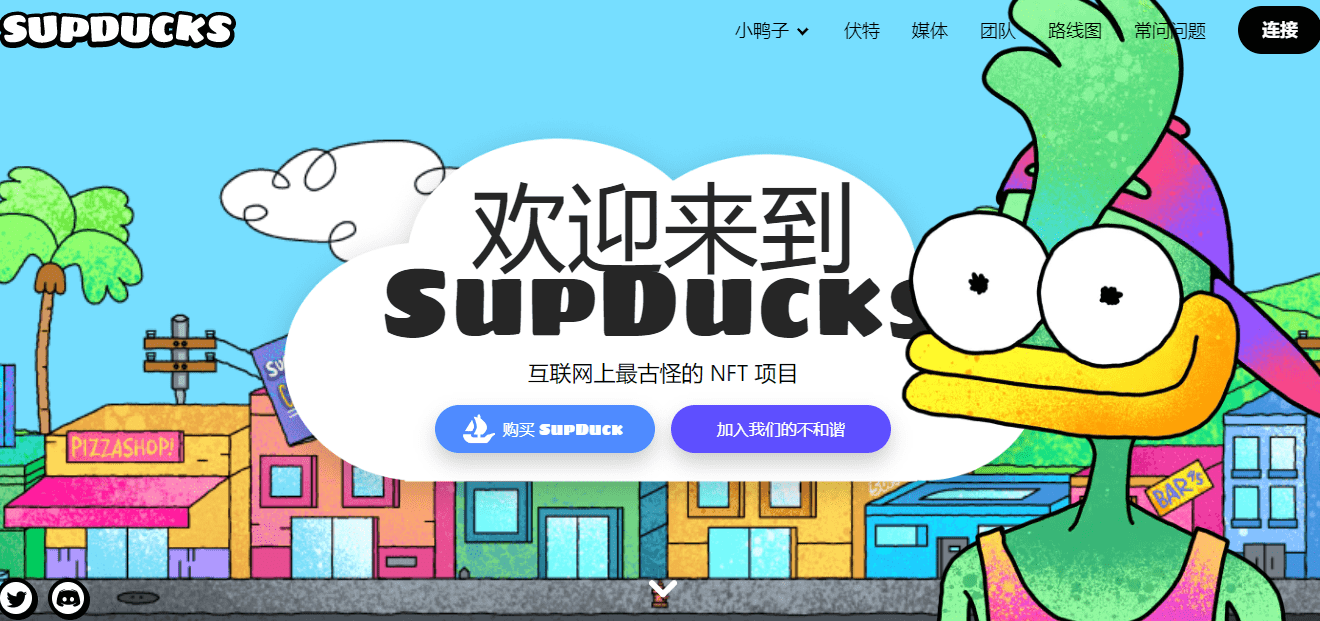 SUPDUCKS
小鸭子 伏特 媒体 团队 路线图 常问问题 连接
欢迎来到
SupDucks
互联网上最古怪的 NFT 项目
购买 SupDuck
加入我们的不和谐
PIZZASHOP!
BAR